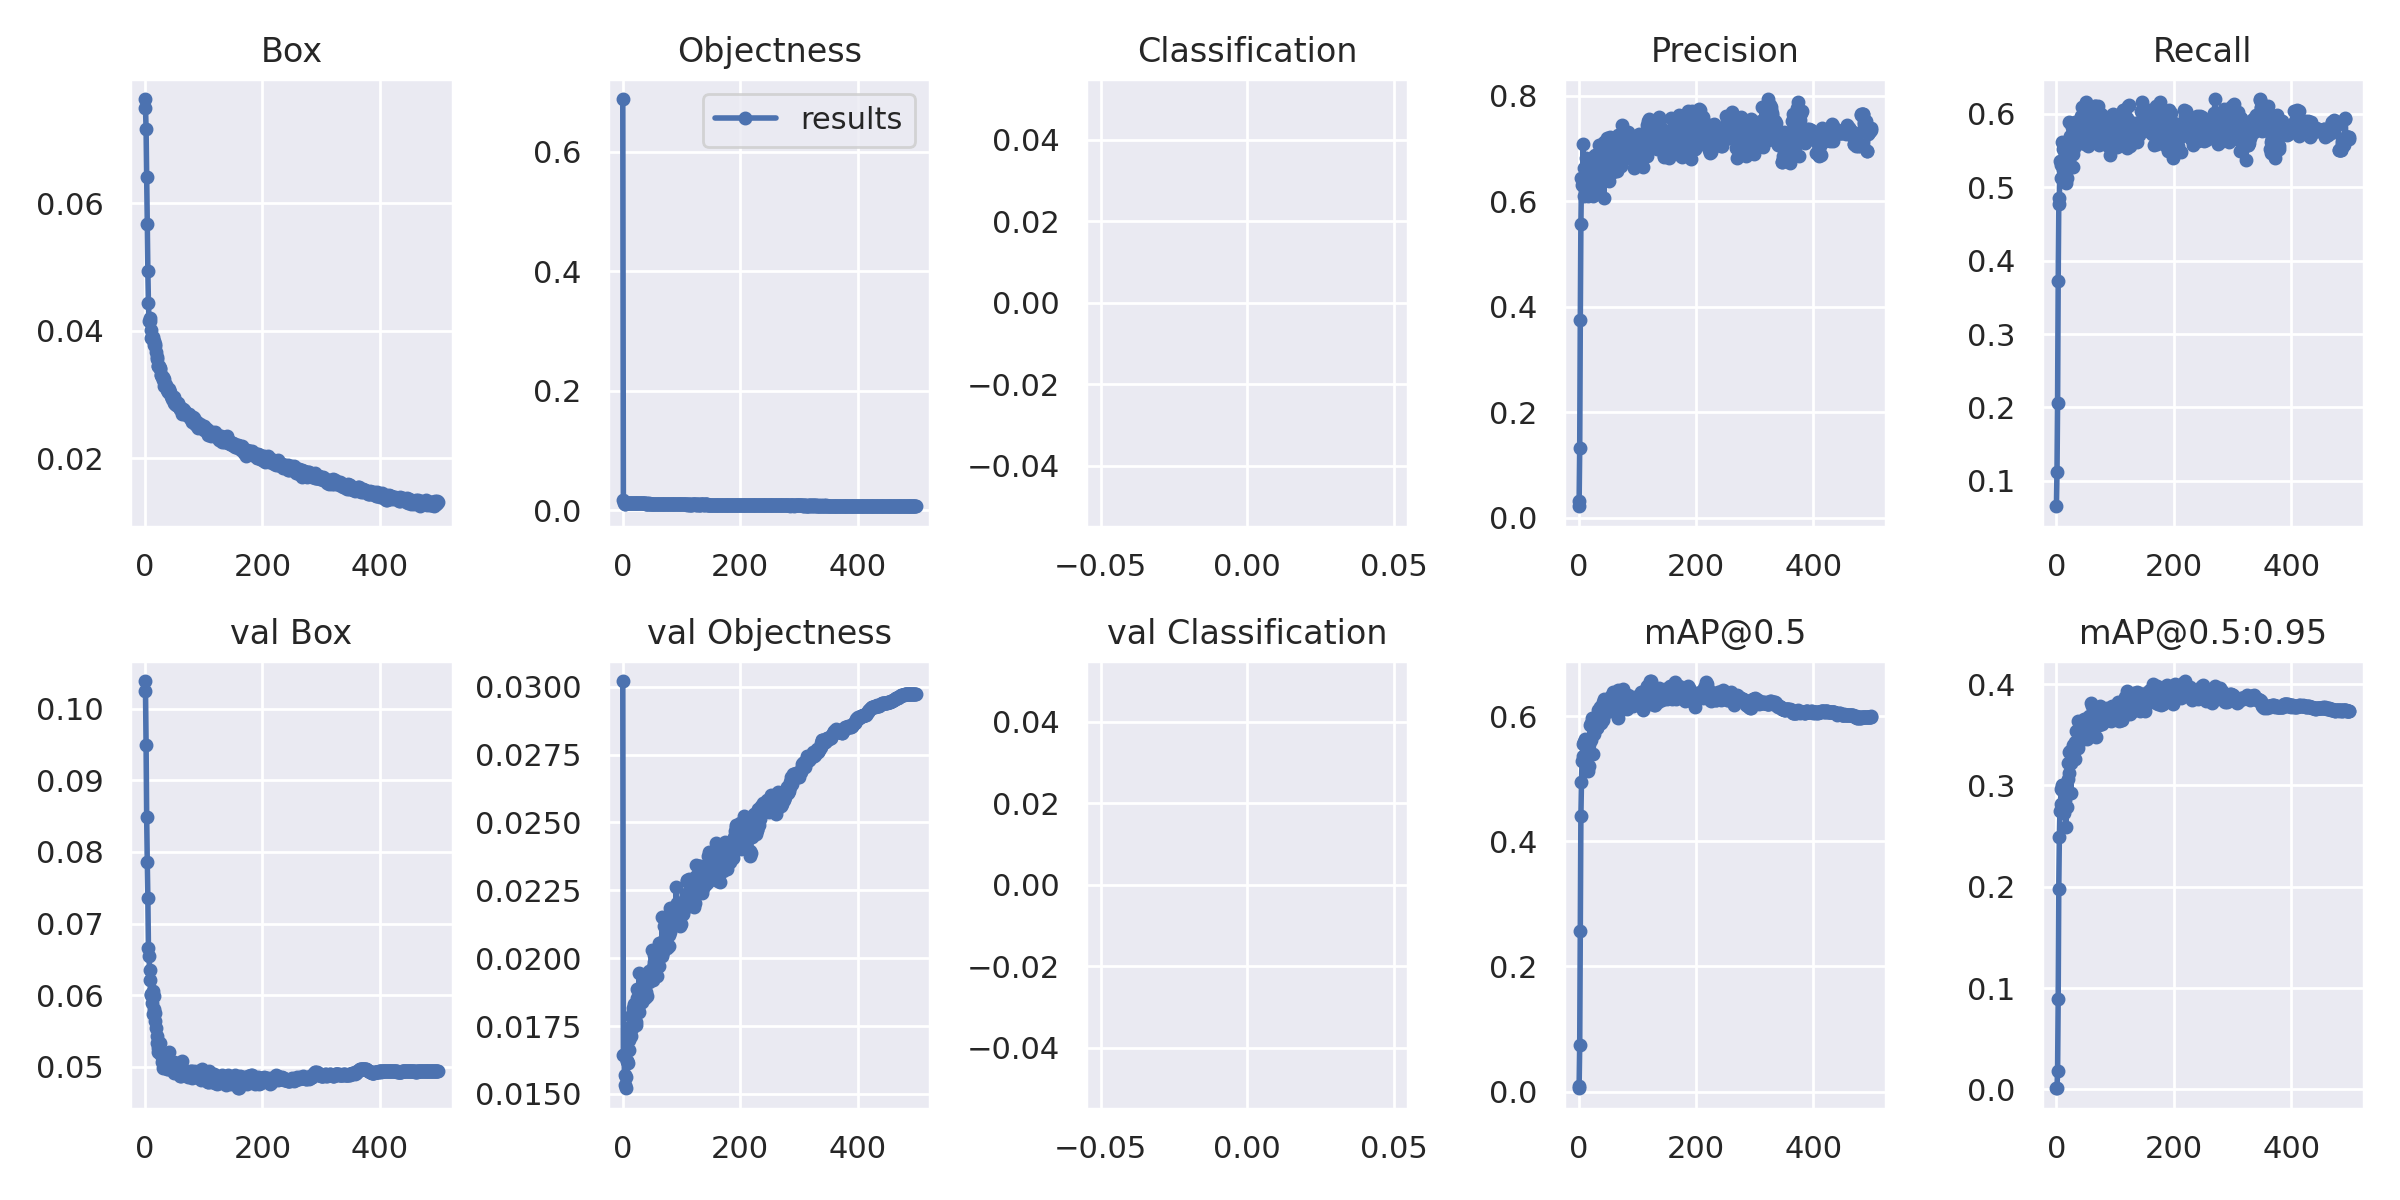 Box
Objectness
Classification
Precision
Recall
0.06
0.04
0.02
0 200 400
results
0.6
0.4
0.2
0.0
0 200 400
0.04
0.02
0.00
−0.02
−0.04
−0.05 0.00 0.05
0.8
0.6
0.4
0.2
0.0
0 200 400
0.6
0.5
0.4
0.3
0.2
0.1
0 200 400
val Box
val Objectness
val Classification
mAP@0.5
mAP@0.5:0.95
0.10
0.09
0.08
0.07
0.06
0.05
0 200 400
0.0300
0.0275
0.0250
0.0225
0.0200
0.0175
0.0150
0 200 400
0.04
0.02
0.00
−0.02
−0.04
−0.05 0.00 0.05
0.6
0.4
0.2
0.0
0 200 400
0.4
0.3
0.2
0.1
0.0
0 200 400